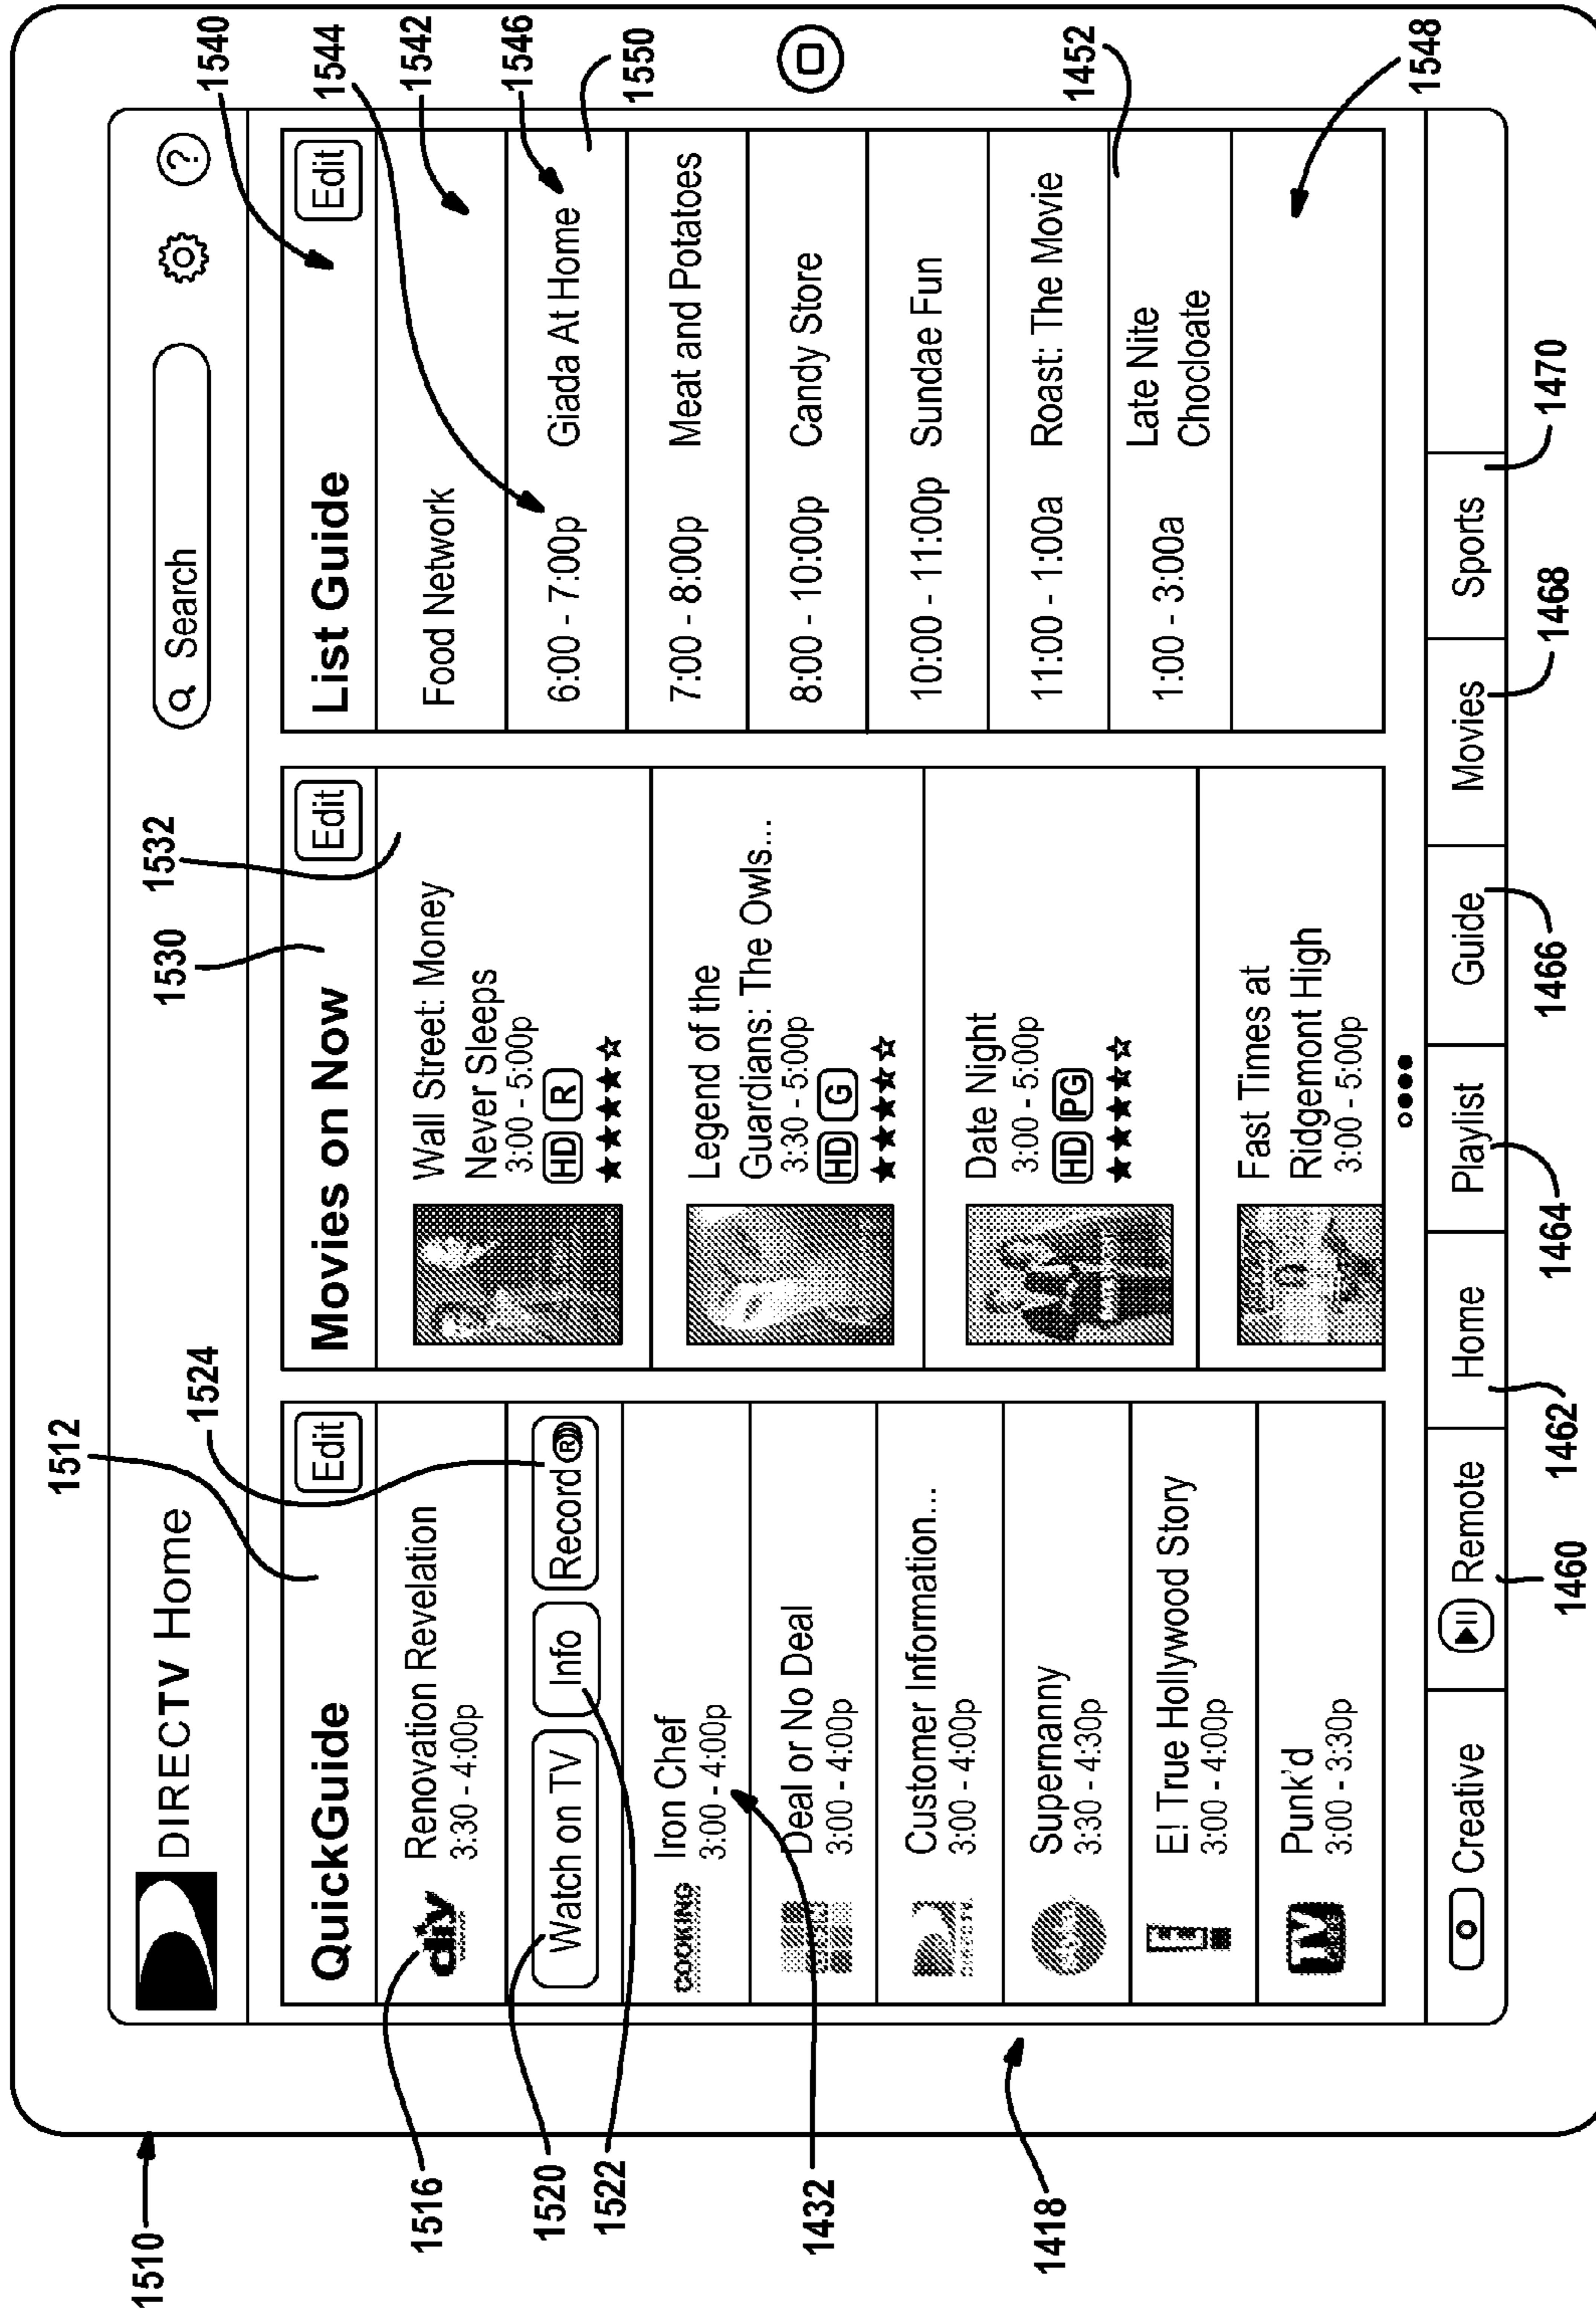 1510
1512
1524
1530
1532
1540
1544
1542
1546
1550
1452
1548
1516
1520
1522
1432
1418
DIRECTV Home
Search
?
QuickGuide
Edit
Renovation Revelation
3:30 - 4:00p
Watch on TV
Info
Record®
COOKING
Iron Chef
3:00 - 4:00p
Deal or No Deal
3:00 - 4:00p
Customer Information...
3:00 - 4:00p
Supernanny
3:30 - 4:30p
E! True Hollywood Story
3:00 - 4:00p
Punk'd
3:00 - 3:30p
Movies on Now
Edit
Wall Street: Money
Never Sleeps
3:00 - 5:00p
HD R
Legend of the
Guardians: The Owls...
3:30 - 5:00p
HD G
Date Night
3:00 - 5:00p
HD PG
Fast Times at
Ridgemont High
3:00 - 5:00p
List Guide
Edit
Food Network
6:00 - 7:00p Giada At Home
7:00 - 8:00p Meat and Potatoes
8:00 - 10:00p Candy Store
10:00 - 11:00p Sundae Fun
11:00 - 1:00a Roast: The Movie
1:00 - 3:00a Late Nite
Chocloate
Creative
Remote
Home
Playlist
Guide
Movies
Sports
1460
1462
1464
1466
1468
1470